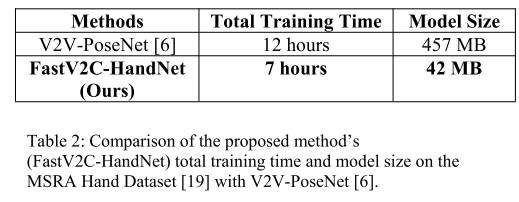 Methods Total Training Time Model Size
V2V-PoseNet [6] 12 hours 457 MB
FastV2C-HandNet 7 hours 42 MB
(Ours)
Table 2: Comparison of the proposed method's
(FastV2C-HandNet) total training time and model size on the
MSRA Hand Dataset [19] with V2V-PoseNet [6].